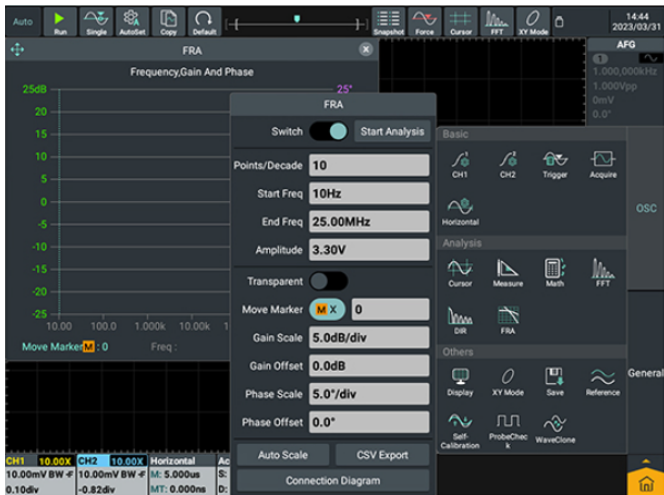 Auto Run Single AutoSet Copy Default Snapshot Force Cursor FFT XY Mode 14:44
2023/03/31
FRA
AFG
1
Frequency,Gain And Phase
1.000,000kHz
1.000Vpp
0mV
0.0°
25dB
25°
20
15
10
5
0
-5
-10
-15
-20
-25
10.00 100.0 1.000k 10.00k 1
Move Marker M : 0 Freq :
FRA
Switch Start Analysis
Points/Decade 10
Start Freq 10Hz
End Freq 25.00MHz
Amplitude 3.30V
Transparent
Move Marker M X 0
Gain Scale 5.0dB/div
Gain Offset 0.0dB
Phase Scale 5.0°/div
Phase Offset 0.0°
Auto Scale CSV Export
Connection Diagram
Basic
CH1 CH2 Trigger Acquire
Horizontal
Analysis
Cursor Measure Math FFT
DIR FRA
Others
Display XY Mode Save Reference
Self-
Calibration
ProbeChec
k
WaveClone
OSC
General
CH1 10.00X CH2 10.00X Horizontal Ac
10.00mV BW 10.00mV BW M: 5.000us S:
0.10div -0.82div MT: 0.000ns D: